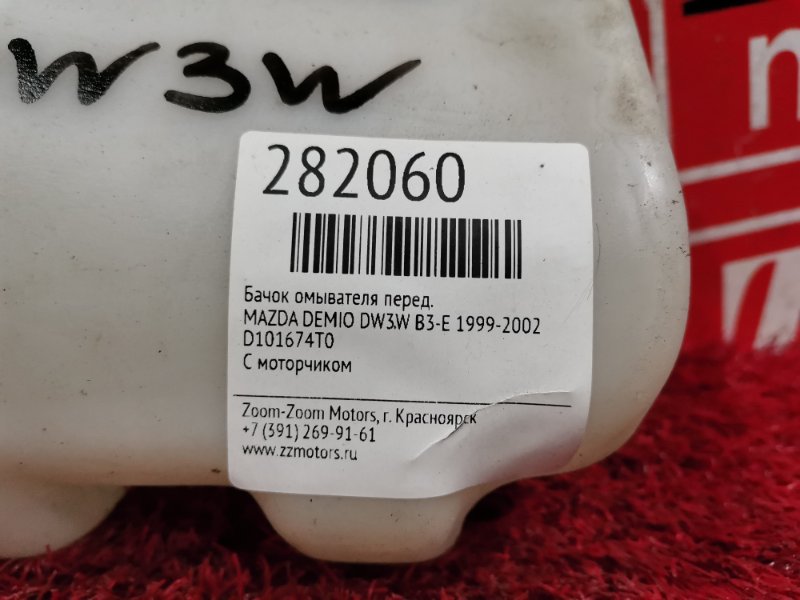 W3W
282060
Бачок омывателя перед.
MAZDA DEMIO DW3.W B3-E 1999-2002
D101674T0
С моторчиком
Zoom-Zoom Motors, г. Красноярск
+7 (391) 269-91-61
www.zzmotors.ru